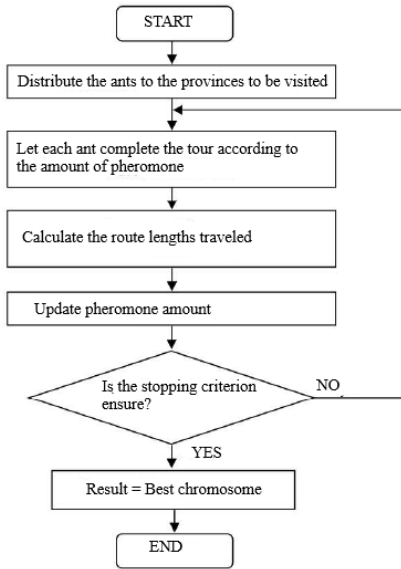 START
Distribute the ants to the provinces to be visited
Let each ant complete the tour according to
the amount of pheromone
Calculate the route lengths traveled
Update pheromone amount
Is the stopping criterion
ensure?
NO
YES
Result = Best chromosome
END